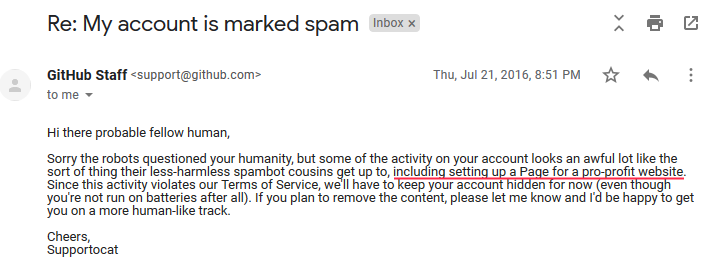 Re: My account is marked spam Inbox ×
GitHub Staff <support@github.com> Thu, Jul 21, 2016, 8:51 PM
to me
Hi there probable fellow human,
Sorry the robots questioned your humanity, but some of the activity on your account looks an awful lot like the
sort of thing their less-harmless spambot cousins get up to, including setting up a Page for a pro-profit website.
Since this activity violates our Terms of Service, we'll have to keep your account hidden for now (even though
you're not run on batteries after all). If you plan to remove the content, please let me know and I'd be happy to get
you on a more human-like track.
Cheers,
Supportocat